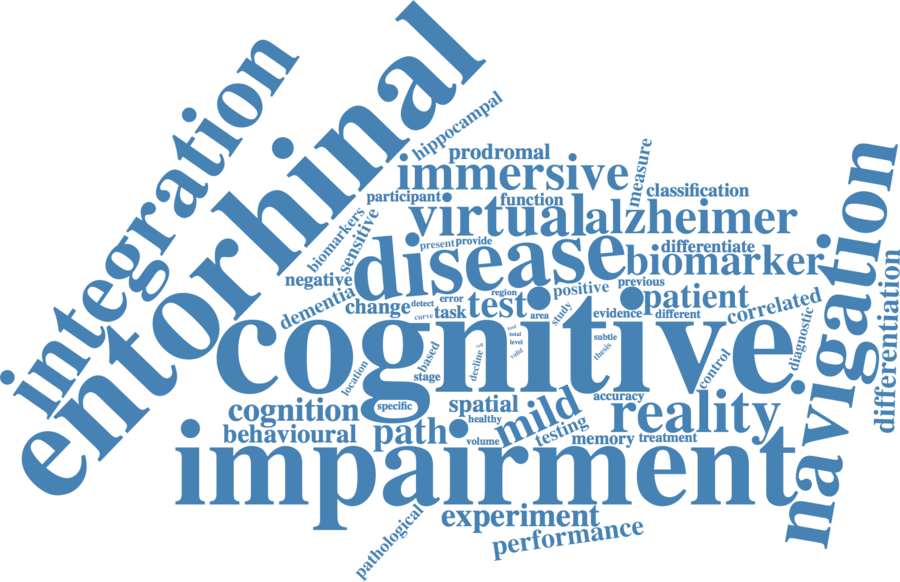 integration
entorhinal
hippocampal
prodromal
immersive
measure
classification
participant
function
virtual
alzheimer
biomarkers
sensitive
present
provide
disease
differentiate
biomarker
navigation
differentiation
negative
dementia
change
detect
curve
error
task
test
region
area
positive
study
previous
patient
evidence
different
correlated
diagnostic
cognitive
tool
total
level
valid
cell
decline
subtle
thesis
control
location
based
stage
specific
accuracy
cognition
spatial
healthy
mild
reality
behavioural
path
volume
testing
memory
treatment
impairment
experiment
performance
pathological